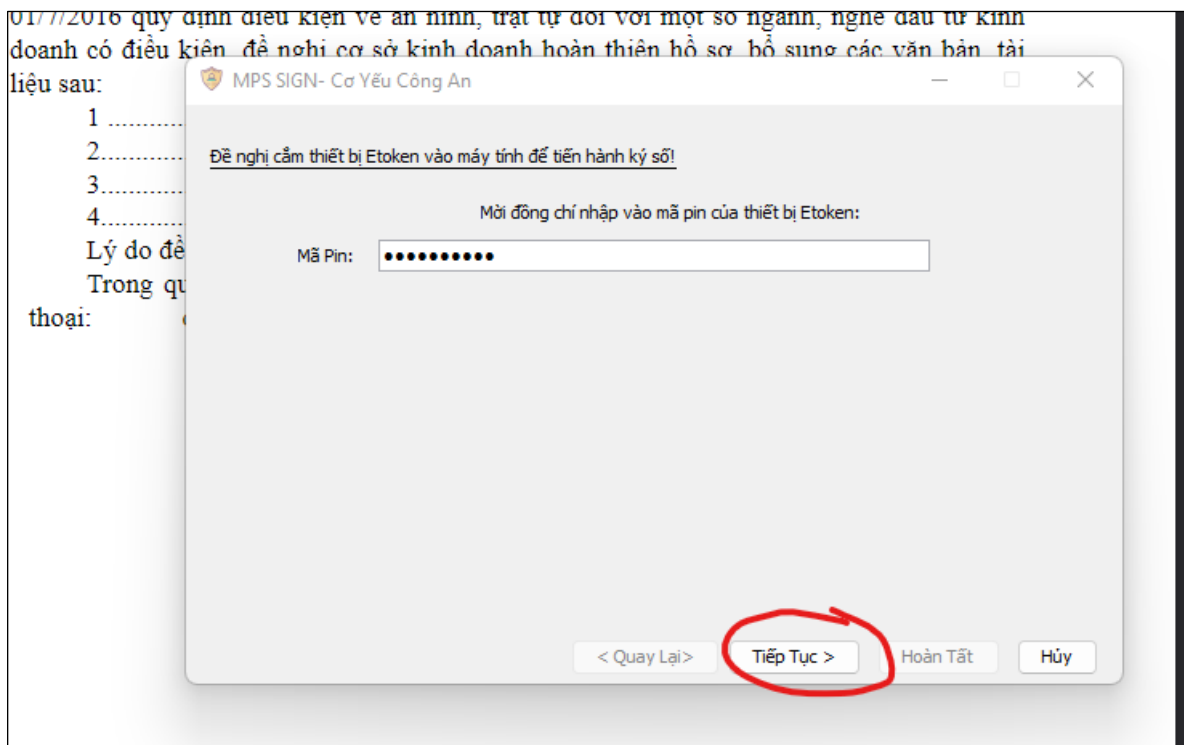 01/7/2016 quy định điều kiện về an ninh, trật tự đối với một số ngành, nghề đầu tư kinh
doanh có điều kiện, đề nghị cơ sở kinh doanh hoàn thiện hồ sơ, bổ sung các văn bản, tài
liệu sau:
MPS SIGN- Cơ Yếu Công An
1 ............
2.............
3.............
4.............
Đề nghị cắm thiết bị Etoken vào máy tính để tiến hành ký số!
Mời đồng chí nhập vào mã pin của thiết bị Etoken:
Lý do đề
Mã Pin: ●●●●●●●●●●
Trong qu
thoại:
< Quay Lại>
Tiếp Tục >
Hoàn Tất
Hủy